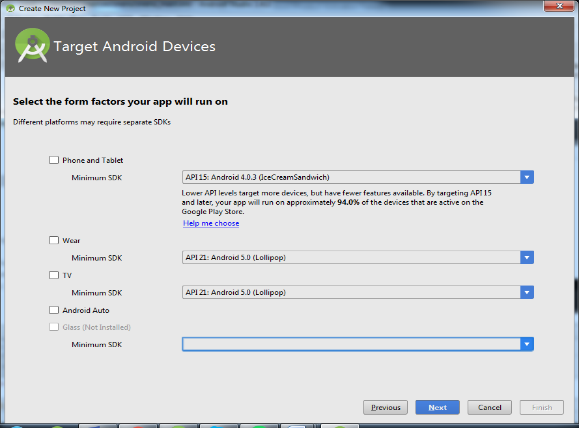 Create New Project
Target Android Devices
Select the form factors your app will run on
Different platforms may require separate SDKs
Phone and Tablet
Minimum SDK API 15: Android 4.0.3 (IceCreamSandwich)
Lower API levels target more devices, but have fewer features available. By targeting API 15
and later, your app will run on approximately 94.0% of the devices that are active on the
Google Play Store.
Help me choose
Wear
Minimum SDK API 21: Android 5.0 (Lollipop)
TV
Minimum SDK API 21: Android 5.0 (Lollipop)
Android Auto
Glass (Not Installed)
Minimum SDK
Previous Next Cancel Finish